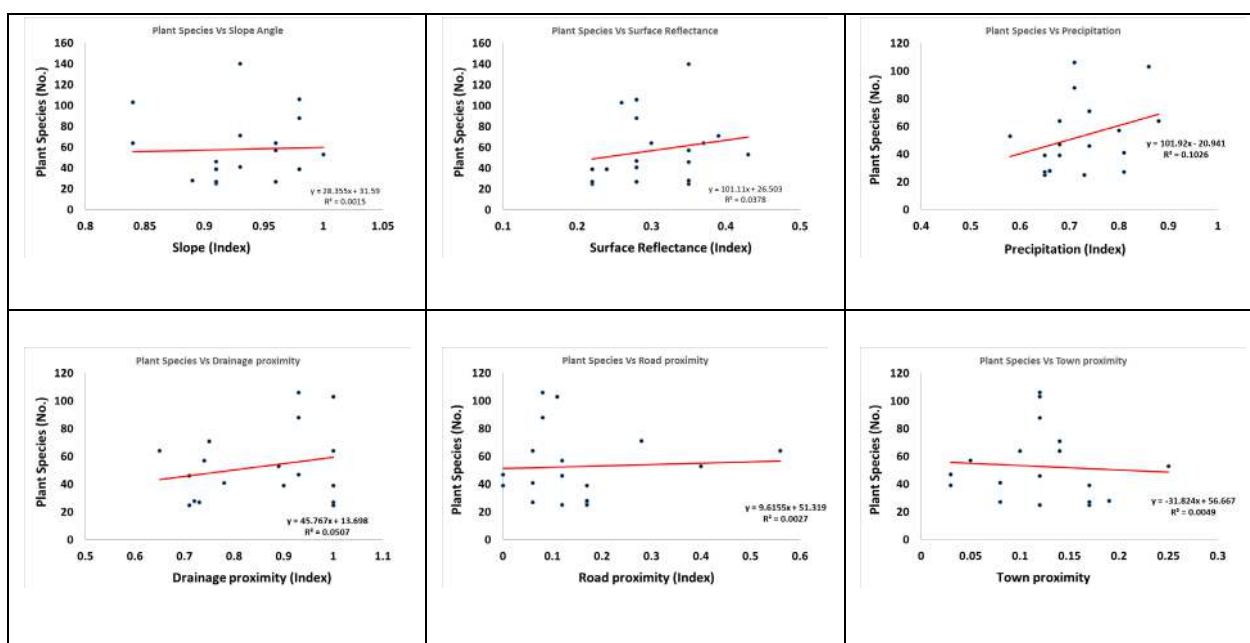 Plant Species Vs Slope Angle
Plant Species (No.)
160
140
120
100
80
60
40
20
0
y = 28.355x + 31.59
R² = 0.0015
0.8 0.85 0.9 0.95 1 1.05
Slope (Index)
Plant Species Vs Surface Reflectance
Plant Species (No.)
160
140
120
100
80
60
40
20
0
y = 101.11x + 26.503
R² = 0.0378
0.1 0.2 0.3 0.4 0.5
Surface Reflectance (Index)
Plant Species Vs Precipitation
Plant Species (No.)
120
100
80
60
40
20
0
y = 101.92x - 20.941
R² = 0.1026
0.4 0.5 0.6 0.7 0.8 0.9 1
Precipitation (Index)
Plant Species Vs Drainage proximity
Plant Species (No.)
120
100
80
60
40
20
0
y = 45.767x + 13.698
R² = 0.0507
0.5 0.6 0.7 0.8 0.9 1 1.1
Drainage proximity (Index)
Plant Species Vs Road proximity
Plant Species (No.)
120
100
80
60
40
20
0
y = 9.6155x + 51.319
R² = 0.0027
0 0.1 0.2 0.3 0.4 0.5 0.6
Road proximity (Index)
Plant Species Vs Town proximity
Plant Species (No.)
120
100
80
60
40
20
0
y = -31.824x + 56.667
R² = 0.0049
0 0.05 0.1 0.15 0.2 0.25 0.3
Town proximity